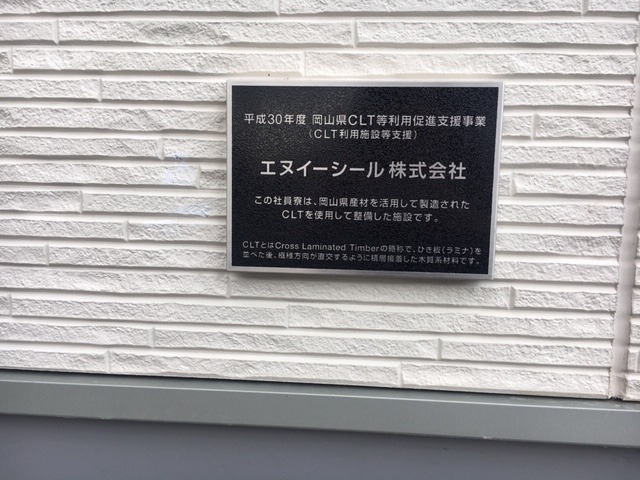 平成30年度 岡山県CLT等利用促進支援事業
（CLT利用施設等支援）
エヌイーシール 株式会社
この社員寮は、岡山県産材を活用して製造された
CLTを使用して整備した施設です。
CLTとはCross Laminated Timberの略称で、ひき板（ラミナ）を
並べた後、繊維方向が直交するように積層接着した木質系材料です。